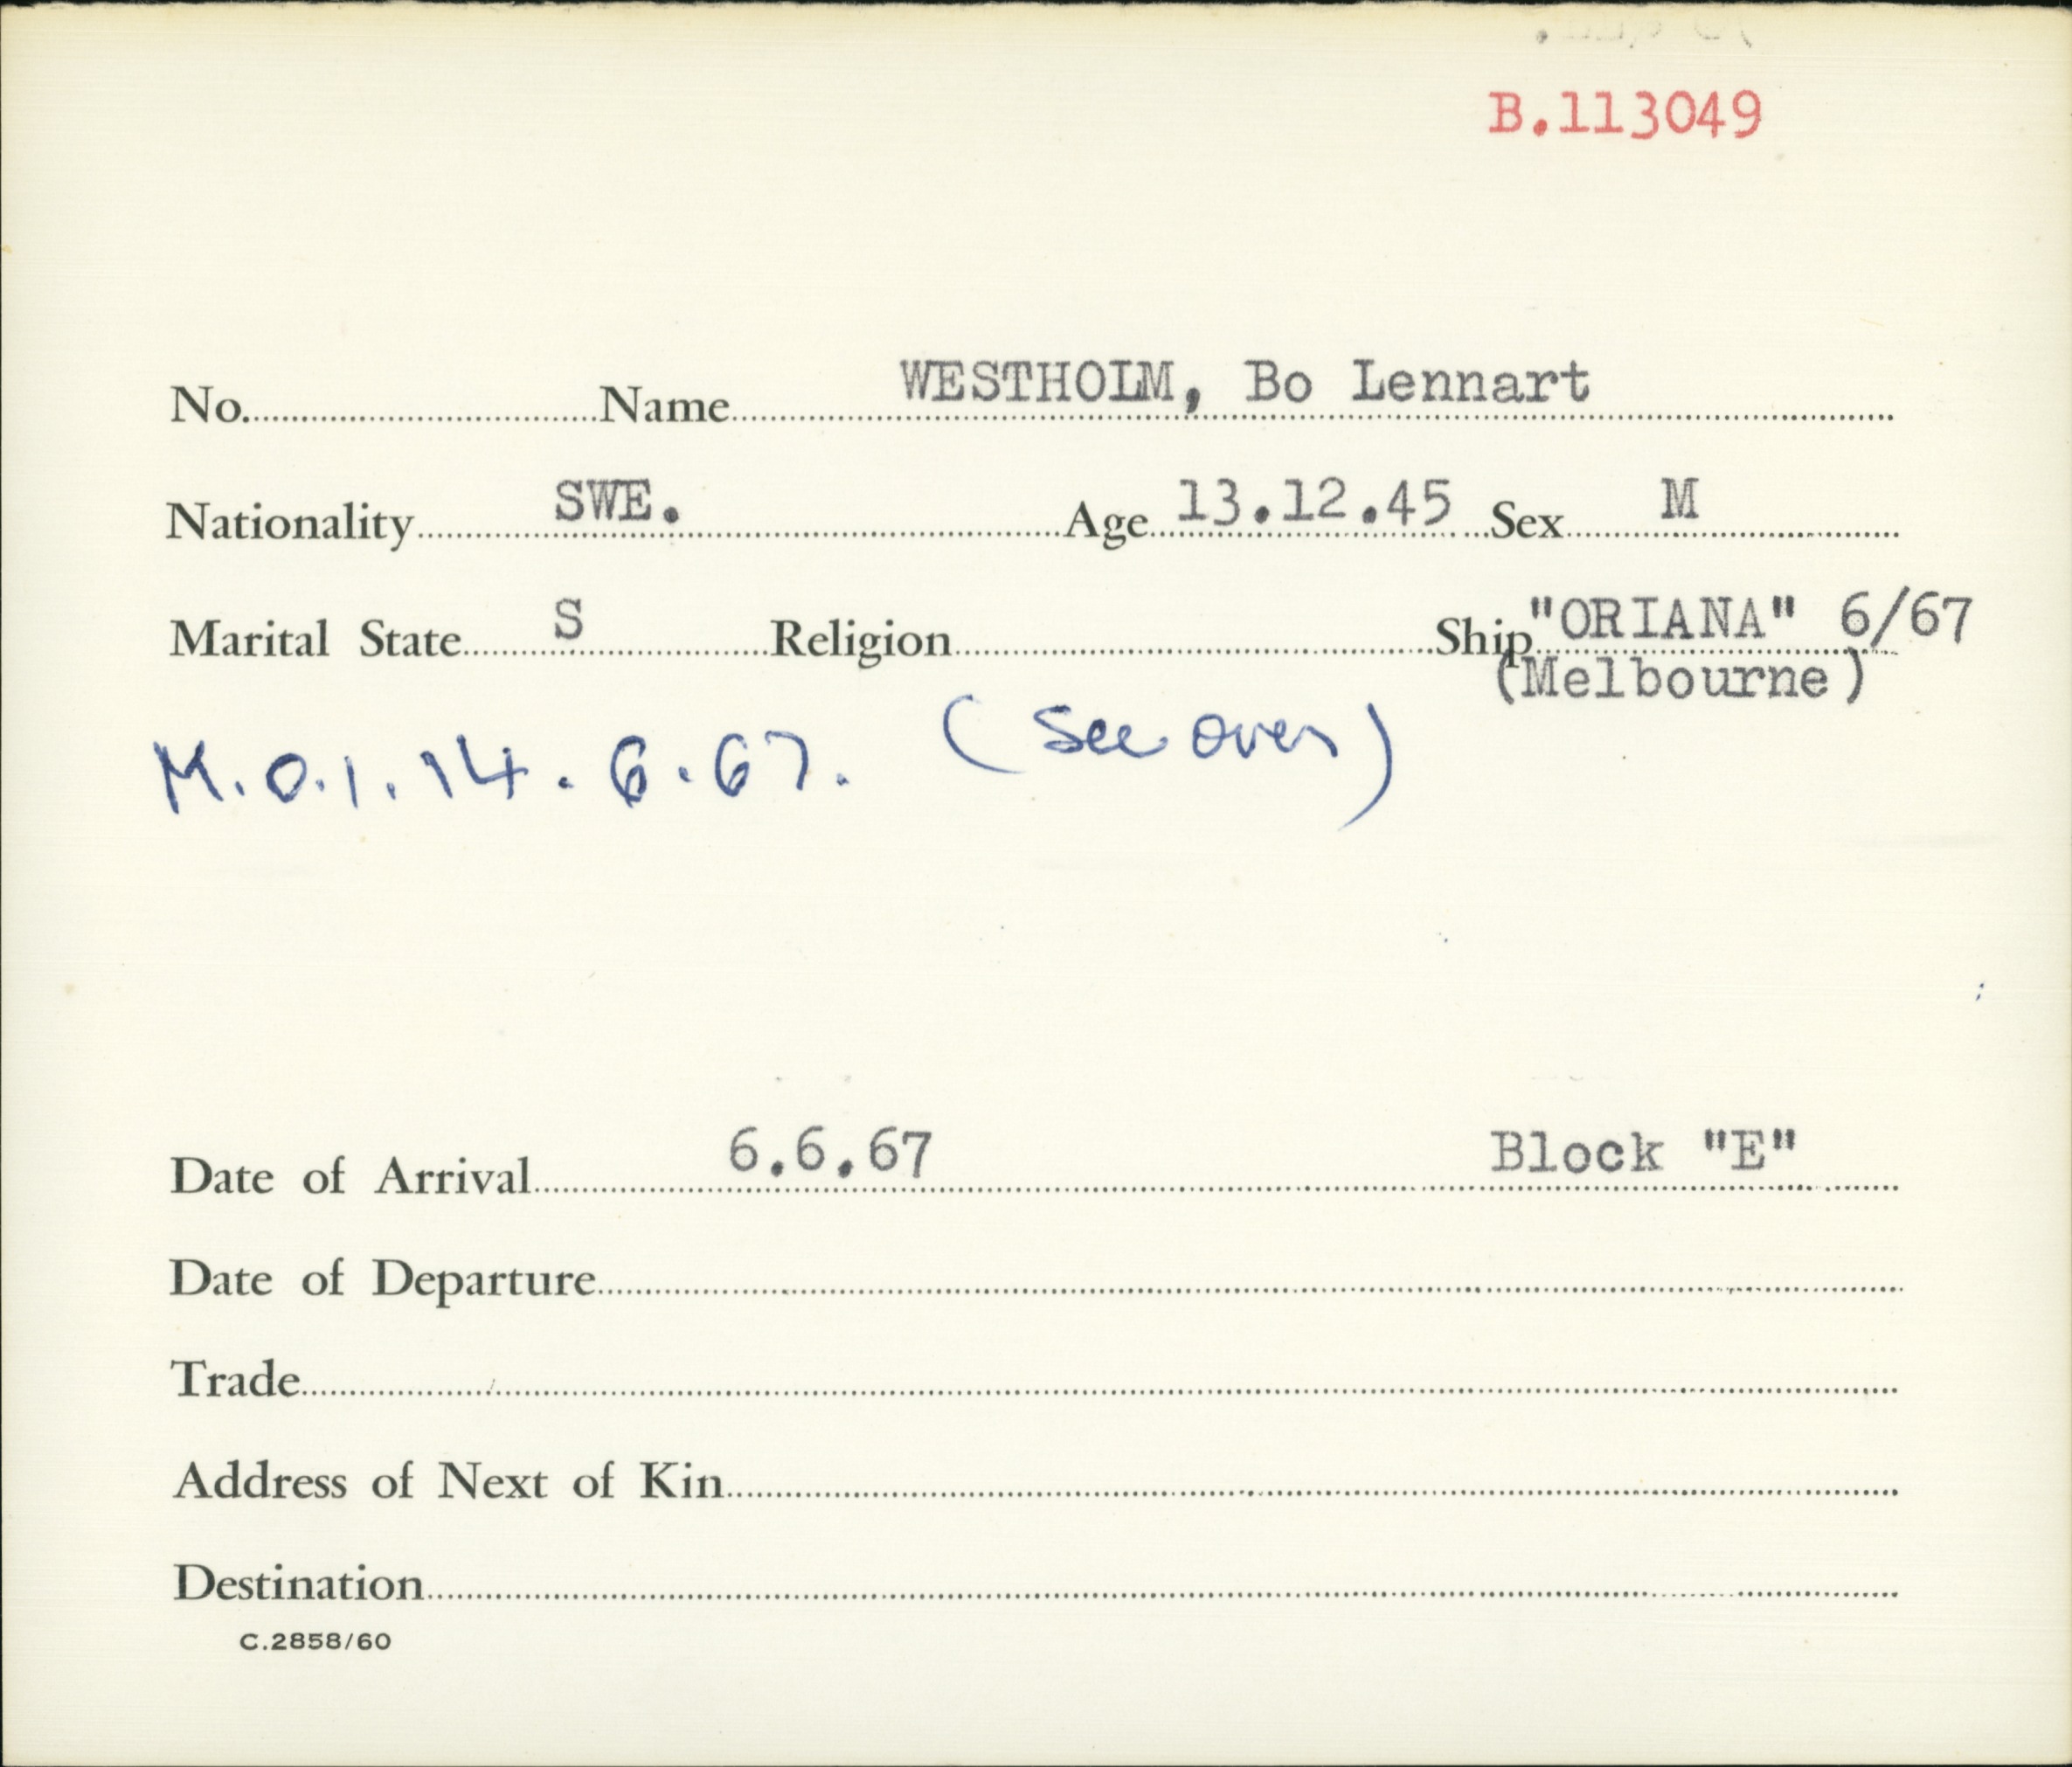 B.113049
No. Name WESTHOLM, Bo Lennart
Nationality SWE. Age 13.12.45 Sex M
Marital State S Religion Ship "ORIANA" 6/67
(Melbourne)
M.O.I. 14.6.67. (See over)
Date of Arrival 6.6.67 Block "E"
Date of Departure
Trade
Address of Next of Kin
Destination
C.2858/60